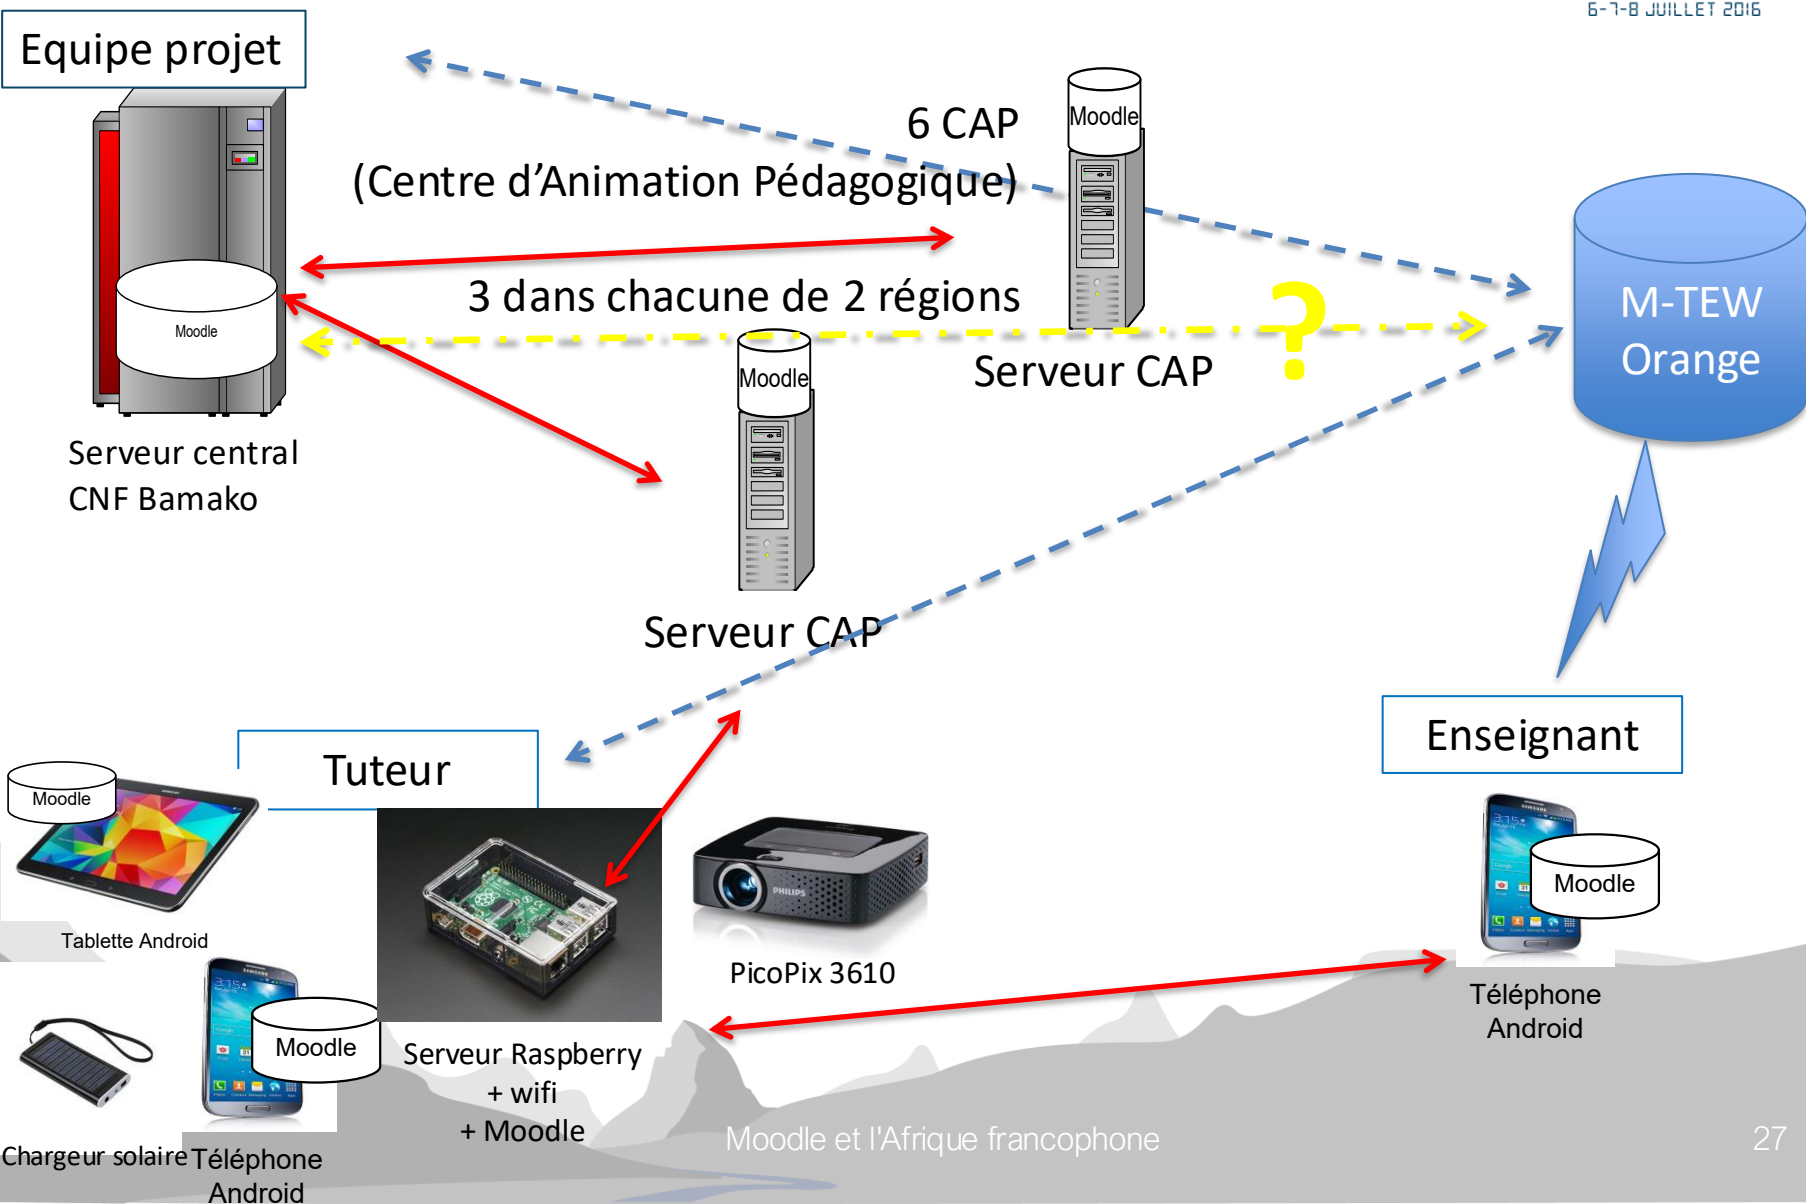 6-7-8 JUILLET 2016
Equipe projet
Moodle
6 CAP
(Centre d’Animation Pédagogique)
3 dans chacune de 2 régions
M-TEW
Orange
?
Moodle
Serveur CAP
Moodle
Serveur central
CNF Bamako
Serveur CAP
Enseignant
Tuteur
Moodle
Moodle
PHILIPS
Tablette Android
PicoPix 3610
Téléphone
Android
Moodle
Serveur Raspberry
+ wifi
+ Moodle
Moodle et l'Afrique francophone
27
Chargeur solaire
Téléphone
Android